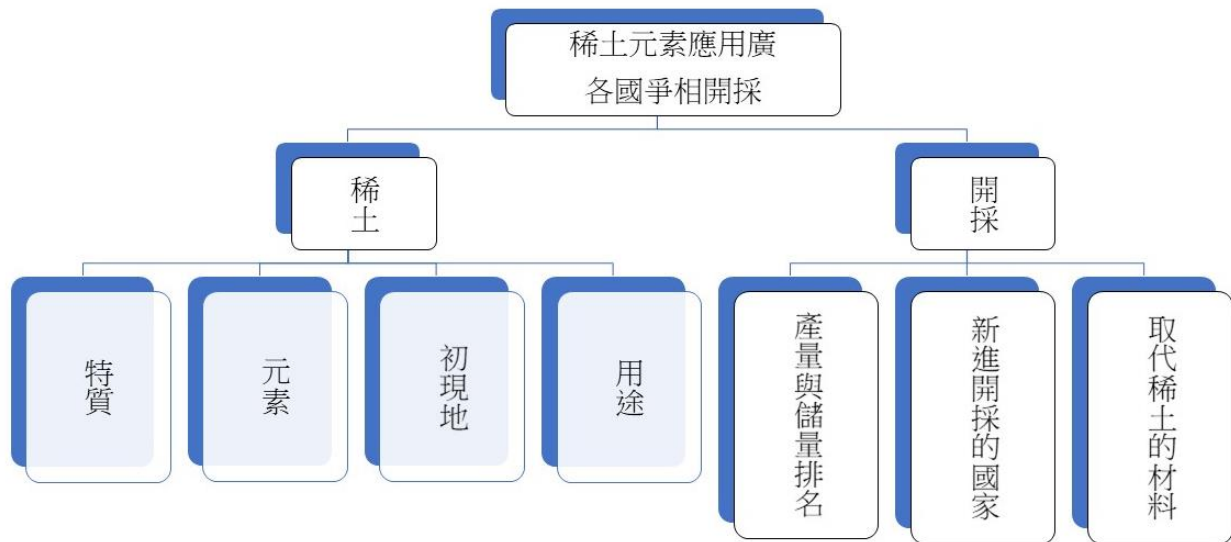 稀土元素應用廣
各國爭相開採
稀土
開採
特質
元素
初現地
用途
產量與儲量排名
新進開採的國家
取代稀土的材料